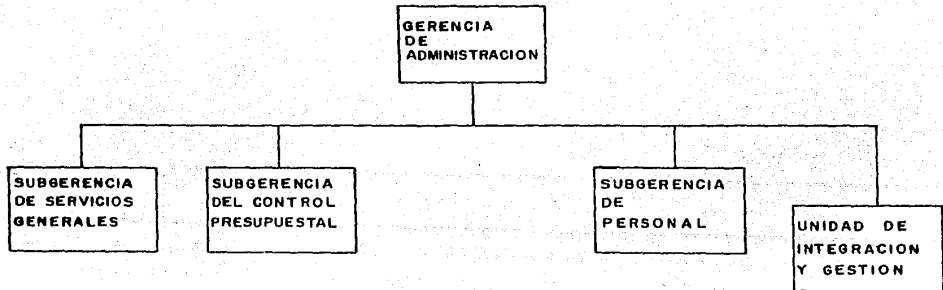 GERENCIA
DE
ADMINISTRACION
SUBGERENCIA
DE SERVICIOS
GENERALES
SUBGERENCIA
DEL CONTROL
PRESUPUESTAL
SUBGERENCIA
DE
PERSONAL
UNIDAD DE
INTEGRACION
Y GESTION